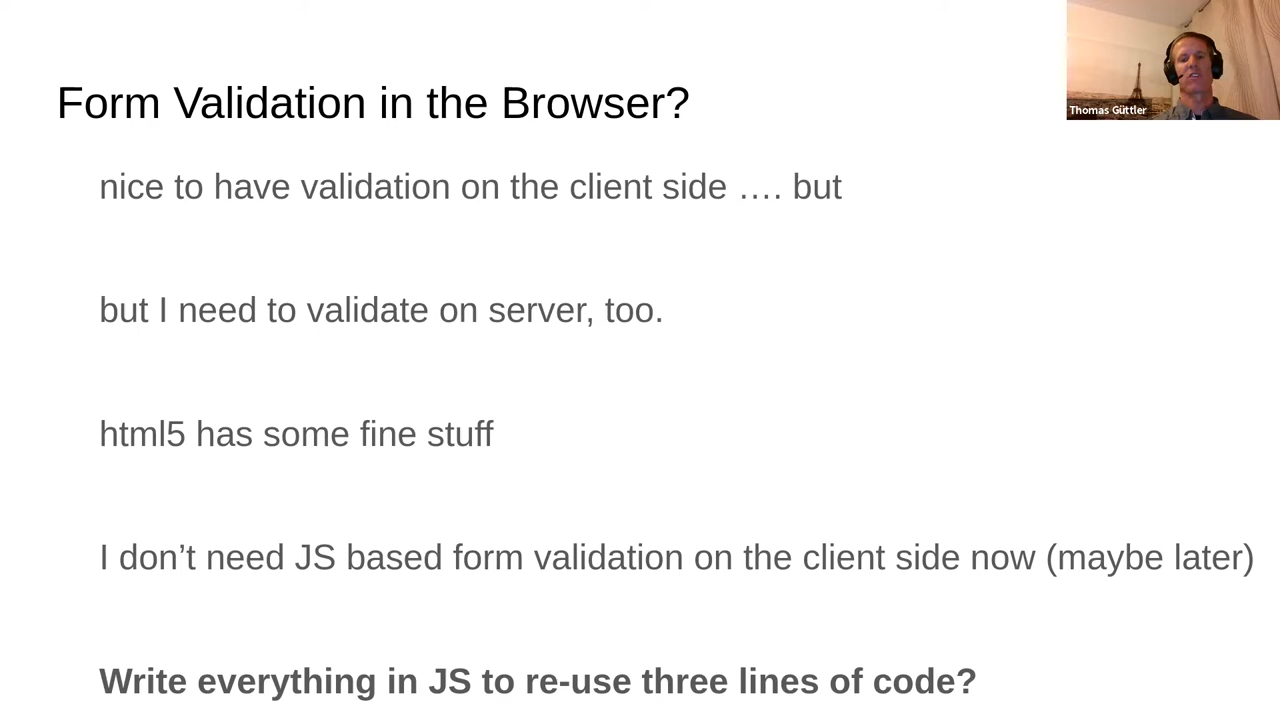 Form Validation in the Browser?
Thomas Güttler
nice to have validation on the client side …. but
but I need to validate on server, too.
html5 has some fine stuff
I don’t need JS based form validation on the client side now (maybe later)
Write everything in JS to re-use three lines of code?